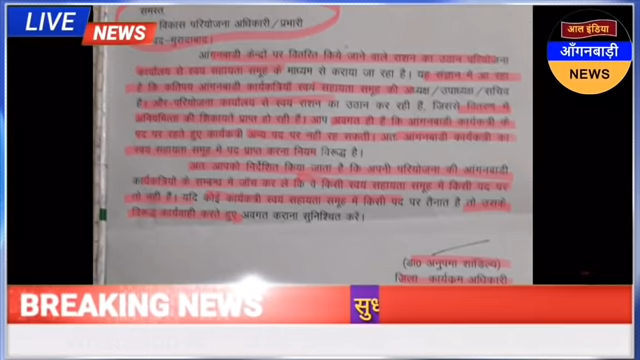 LIVE NEWS
आल इंडिया
आँगनबाड़ी
NEWS
समस्त
विकास परियोजना अधिकारी/प्रभारी
पद-मुरादाबाद।
आंगनबाडी केन्द्रों पर वितरित किये जाने वाले राशन का उठान परियोजना
कार्यालय से स्वय सहायता समूह के माध्यम से कराया जा रहा है। यह संज्ञान में आ रहा
है कि कतिपय आंगनबाडी कार्यकत्रियाँ स्वयं सहायता समूह की अध्यक्ष/उपाध्यक्ष/सचिव
है। और परियोजना कार्यालय से स्वय राशन का उठान कर रही हैं, जिससे वितरण में
अनियमितह की शिकायते प्राप्त हो रही है। आप अवगत ही है कि आंगनबाडी कार्यकत्री के
पद पर रहते हुए कार्यकत्री अन्य पद पर नही रह सकती। अतः आंगनबाडी कार्यकत्री का
स्वय सहायता समूह मे पद प्राप्त करना नियम विरूद्ध है।
अत आपको निर्देशित किया जाता है कि अपनी परियोजना की आंगनबाडी
कार्यकत्रियो के सम्बन्ध मे जॉच कर ले कि वे किसी स्वय सहायता समूह में किसी पद पर
तो नही हैं। यदि कोई कार्यकत्री स्वय सहायता समूह मे किसी पद पर तैनात है तो उसके
विरूद्ध कार्यवाही करते हुए अवगत कराना सुनिश्चित करें।
(डॉ0 अनुपमा शांडिल्य)
जिला कार्यक्रम अधिकारी
BREAKING NEWS